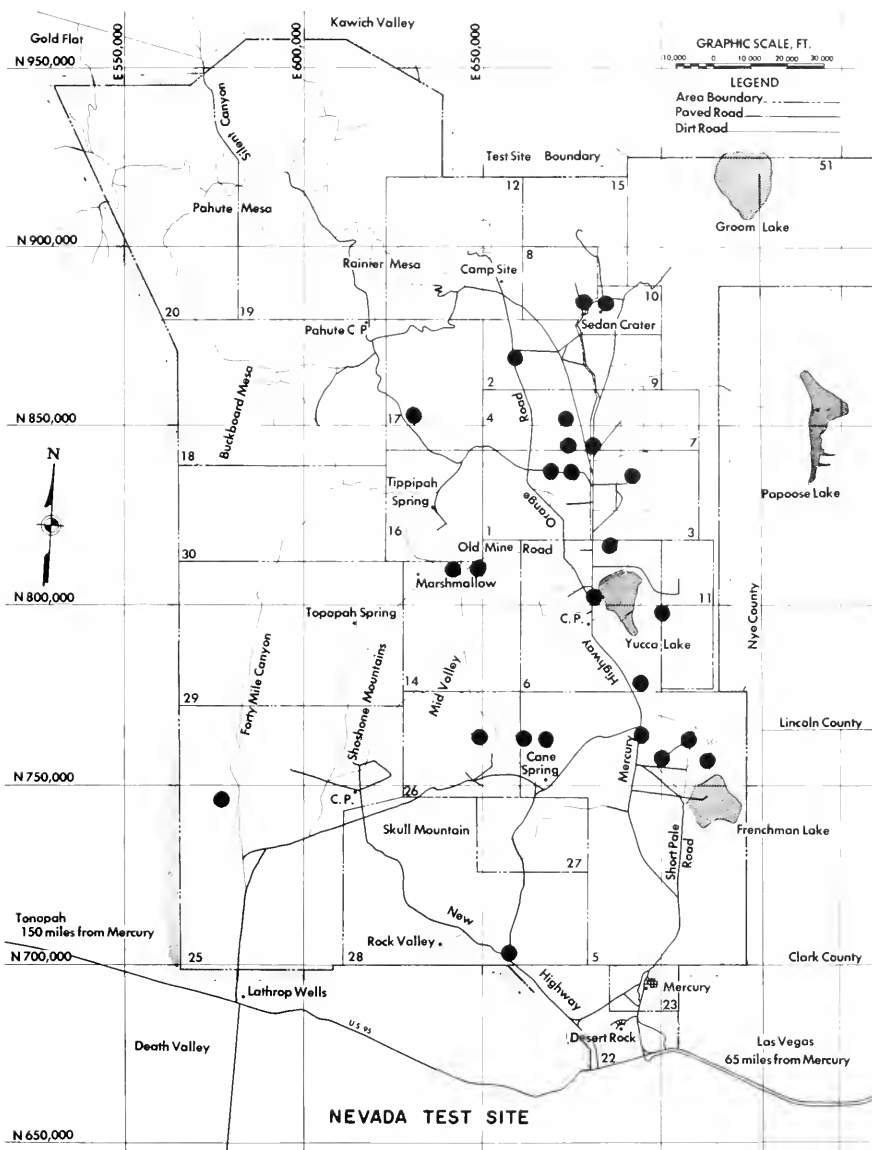 Kawich Valley
Gold Flat
E 550,000
E 600,000
E 650,000
N 950,000
GRAPHIC SCALE, FT.
10,000 0 10 000 20 000 30 000
LEGEND
Area Boundary
Paved Road
Dirt Road
Silent Canyon
Test Site Boundary
51
12
15
Pahute Mesa
Groom Lake
N 900,000
8
Rainier Mesa
Camp Site
10
20
19
Sedan Crater
Pahute C P
Buckboard Mesa
2
9
N 850,000
17
4
Road
7
18
Tippipah
Spring
Papoose Lake
N
Orange
16
1
Old Mine Road
3
30
Marshmallow
N 800,000
11
Topopah Spring
C.P.
Yucca Lake
Nye County
Forty Mile Canyon
Shoshone Mountains
Mid Valley
Highway
14
6
29
Lincoln County
Mercury
Cane
Spring
N 750,000
C.P.
26
Skull Mountain
Frenchman Lake
Short Pole
Road
27
Tonopah
150 miles from Mercury
New
Rock Valley
N 700,000
25
28
5
Clark County
Highway
Mercury
Lathrop Wells
23
US 95
Desert Rock
Death Valley
22
Las Vegas
65 miles from Mercury
NEVADA TEST SITE
N 650,000